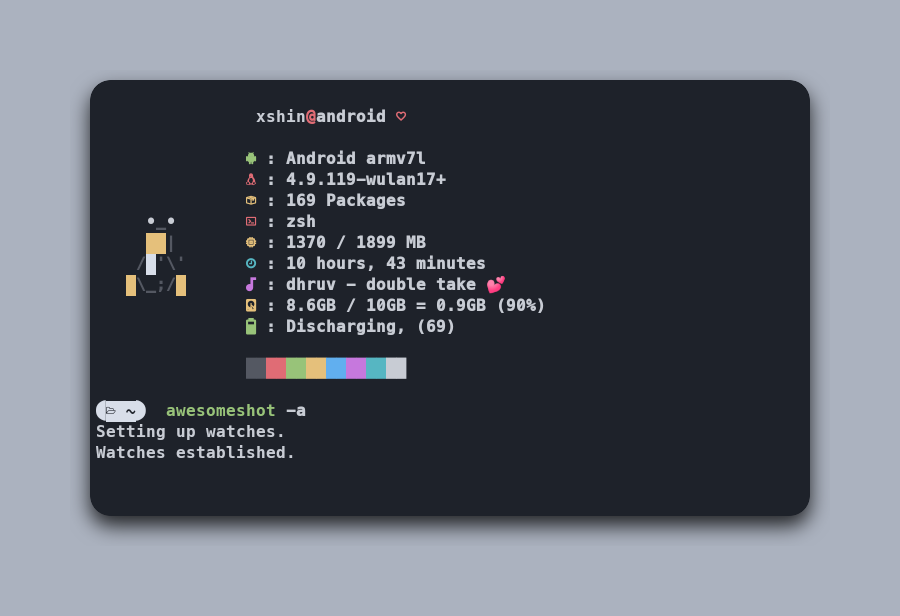 xshin@android ♡
: Android armv7l
: 4.9.119-wulan17+
: 169 Packages
: zsh
: 1370 / 1899 MB
: 10 hours, 43 minutes
: dhruv - double take 💕
: 8.6GB / 10GB = 0.9GB (90%)
: Discharging, (69)
~ awesomeshot -a
Setting up watches.
Watches established.